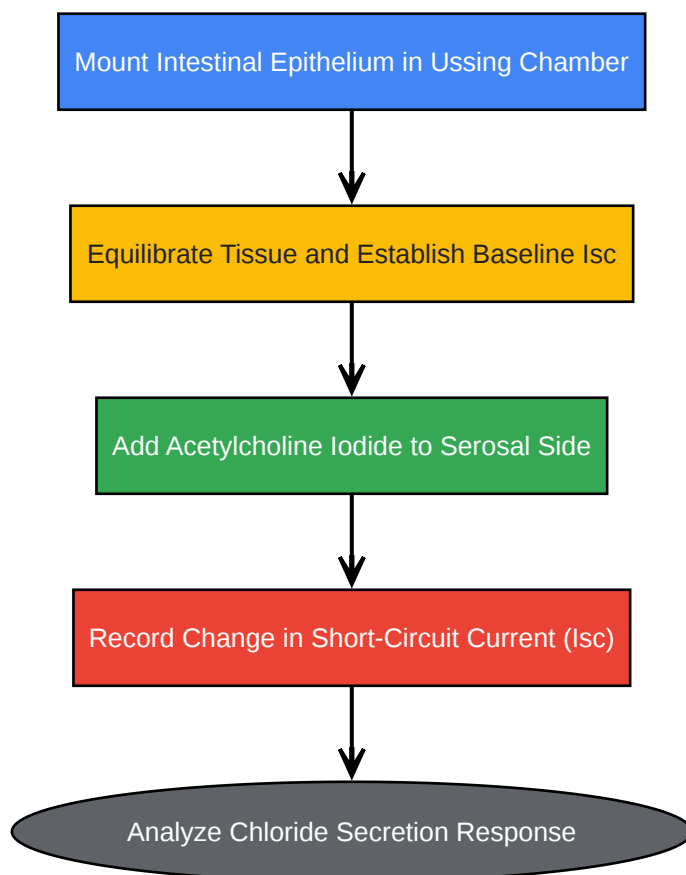 Mount Intestinal Epithelium in Ussing Chamber
Equilibrate Tissue and Establish Baseline Isc
Add Acetylcholine Iodide to Serosal Side
Record Change in Short-Circuit Current (Isc)
Analyze Chloride Secretion Response